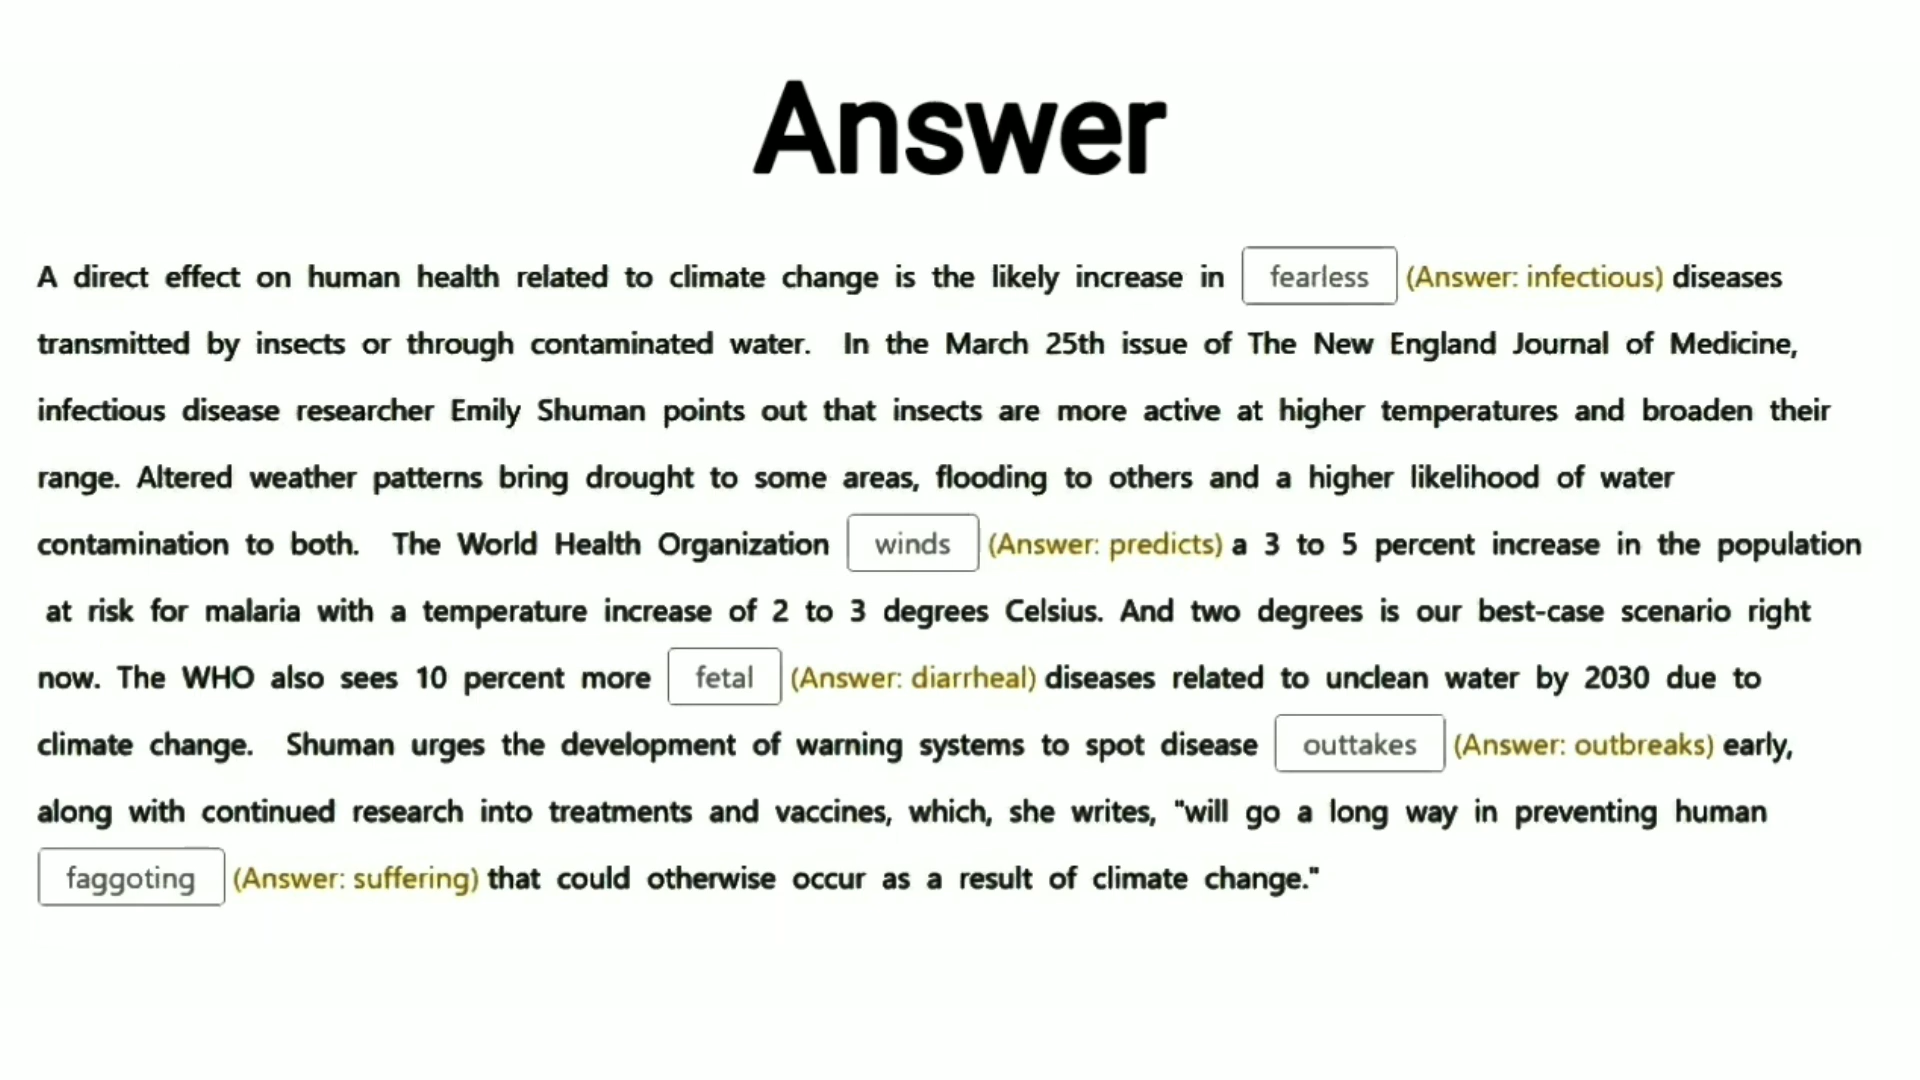 Answer
A direct effect on human health related to climate change is the likely increase in fearless (Answer: infectious) diseases
transmitted by insects or through contaminated water. In the March 25th issue of The New England Journal of Medicine,
infectious disease researcher Emily Shuman points out that insects are more active at higher temperatures and broaden their
range. Altered weather patterns bring drought to some areas, flooding to others and a higher likelihood of water
contamination to both. The World Health Organization winds (Answer: predicts) a 3 to 5 percent increase in the population
at risk for malaria with a temperature increase of 2 to 3 degrees Celsius. And two degrees is our best-case scenario right
now. The WHO also sees 10 percent more fetal (Answer: diarrheal) diseases related to unclean water by 2030 due to
climate change. Shuman urges the development of warning systems to spot disease outtakes (Answer: outbreaks) early,
along with continued research into treatments and vaccines, which, she writes, "will go a long way in preventing human
faggoting (Answer: suffering) that could otherwise occur as a result of climate change."